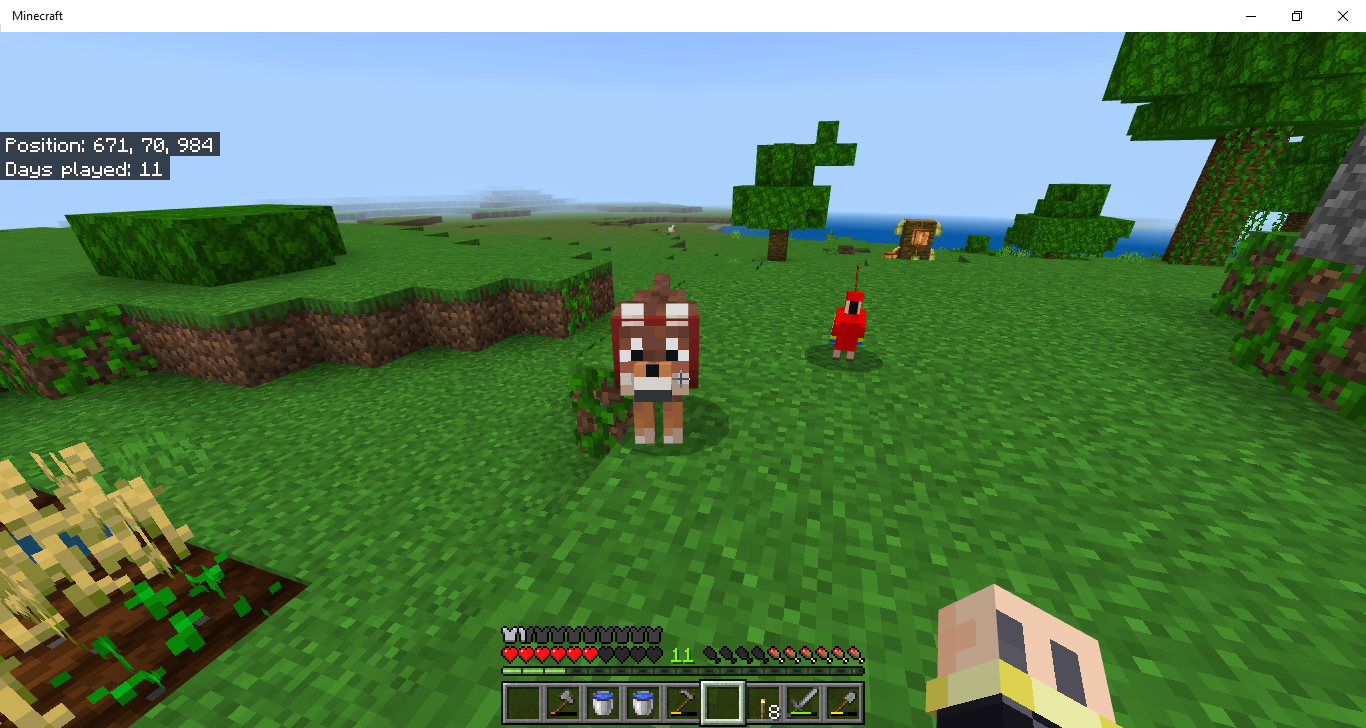 Minecraft
Position: 671, 70, 984
Days played: 11
11
8